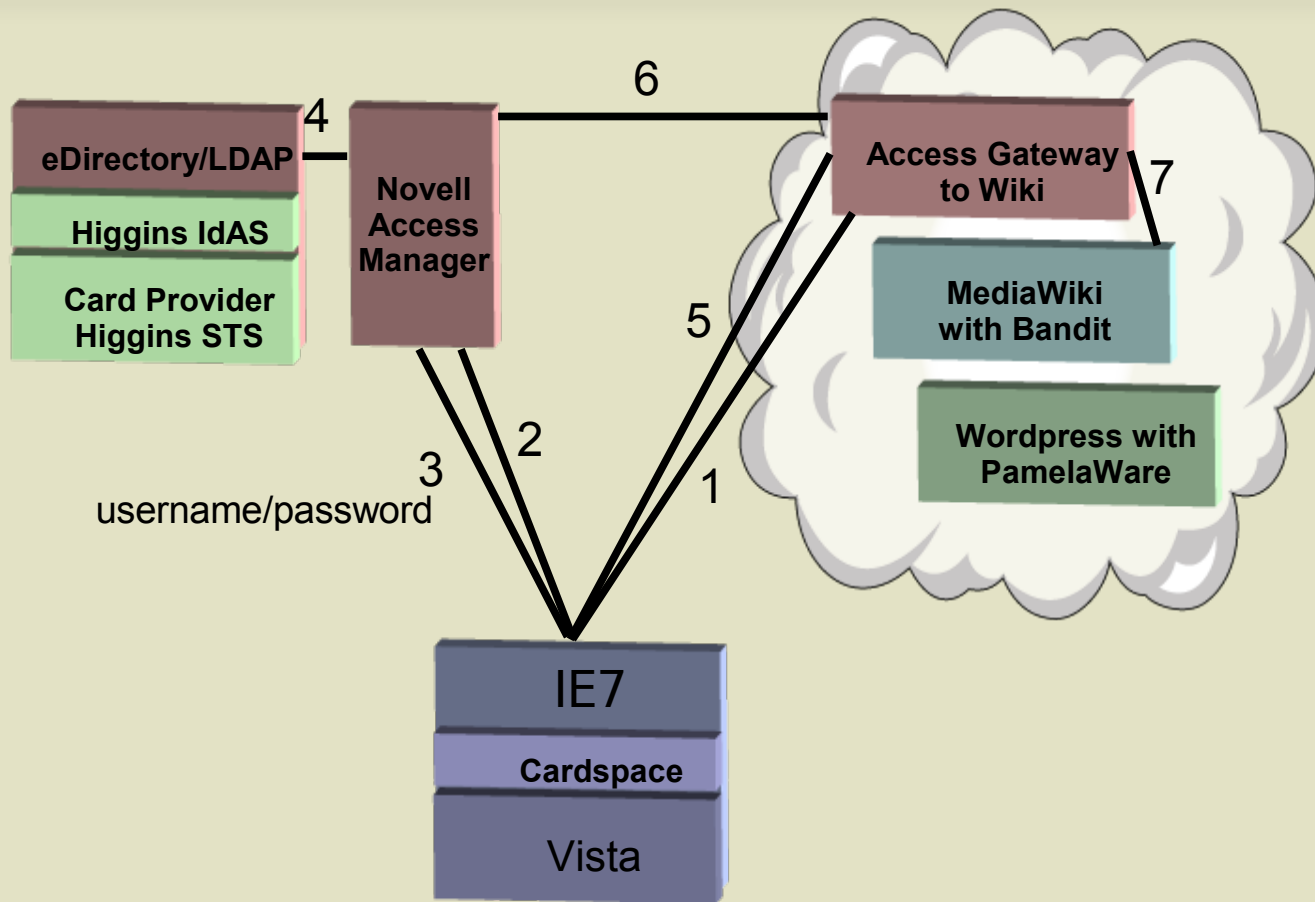 6
4
eDirectory/LDAP
Higgins IdAS
Card Provider
Higgins STS
Novell
Access
Manager
Access Gateway
to Wiki
7
MediaWiki
with Bandit
Wordpress with
PamelaWare
5
1
2
3
username/password
IE7
Cardspace
Vista